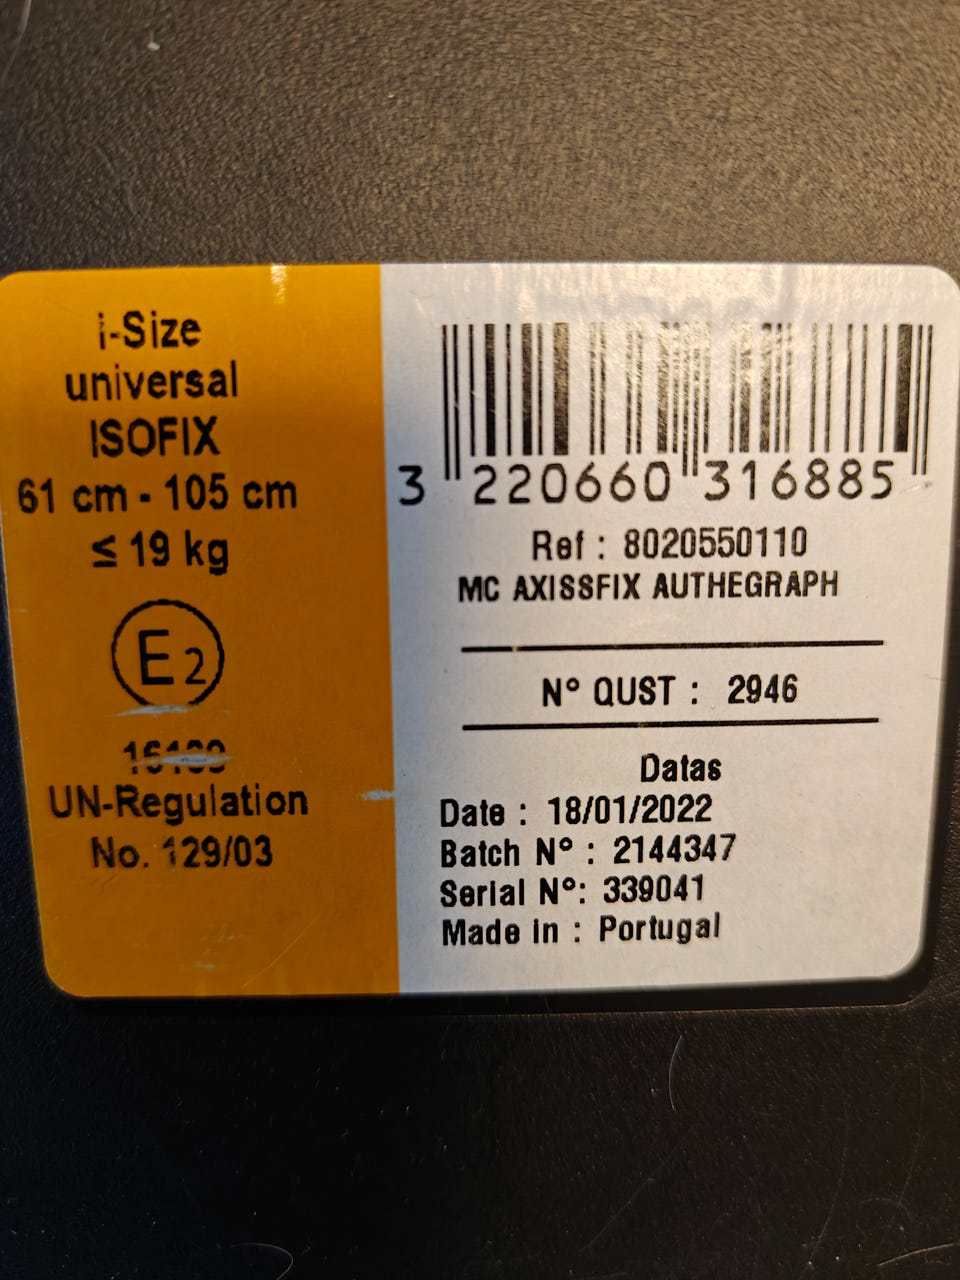 i-Size
universal
ISOFIX
61 cm - 105 cm
≤ 19 kg
E2
UN-Regulation
No. 129/03
3 220660 316885
Ref : 8020550110
MC AXISSFIX AUTHEGRAPH
N° QUST : 2946
Datas
Date : 18/01/2022
Batch N° : 2144347
Serial N°: 339041
Made in : Portugal